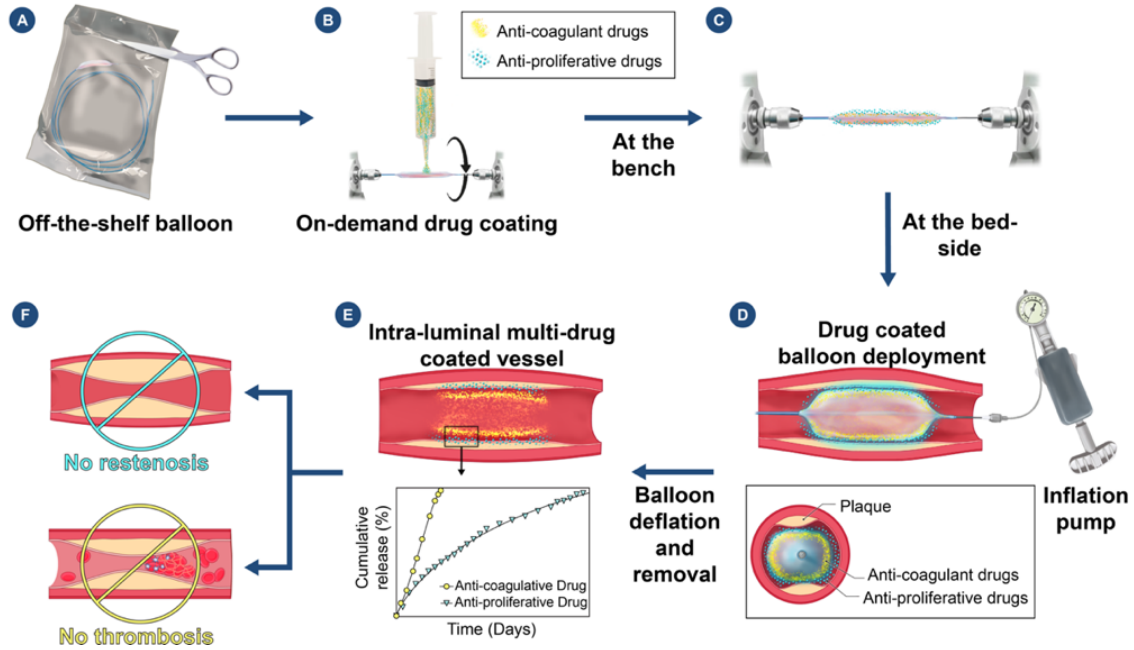 A
Off-the-shelf balloon
B
On-demand drug coating
Anti-coagulant drugs
Anti-proliferative drugs
At the
bench
C
At the bed-
side
D
Drug coated
balloon deployment
Inflation
pump
Plaque
Anti-coagulant drugs
Anti-proliferative drugs
Balloon
deflation
and
removal
E
Intra-luminal multi-drug
coated vessel
Cumulative
release (%)
Anti-coagulative Drug
Anti-proliferative Drug
Time (Days)
F
No restenosis
No thrombosis